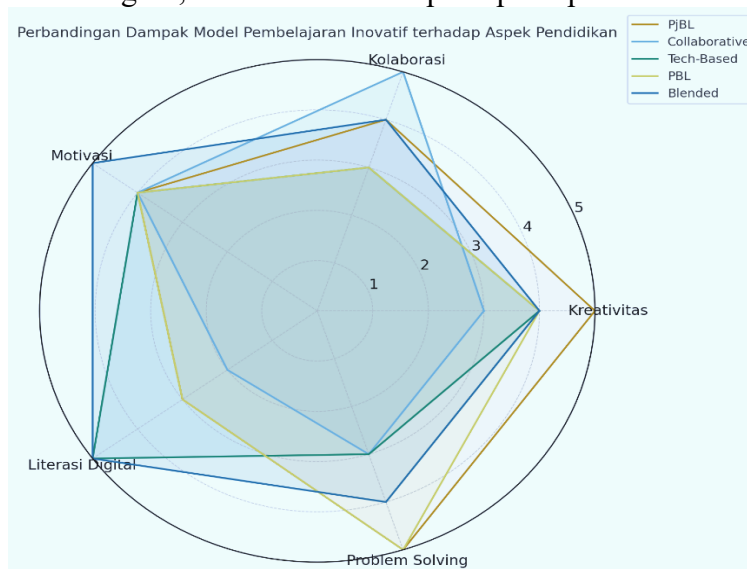 Perbandingan Dampak Model Pembelajaran Inovatif terhadap Aspek Pendidikan
PjBL
Collaborative
Tech-Based
PBL
Blended
Kolaborasi
Motivasi
5
4
3
2
1
Kreativitas
Literasi Digital
Problem Solving